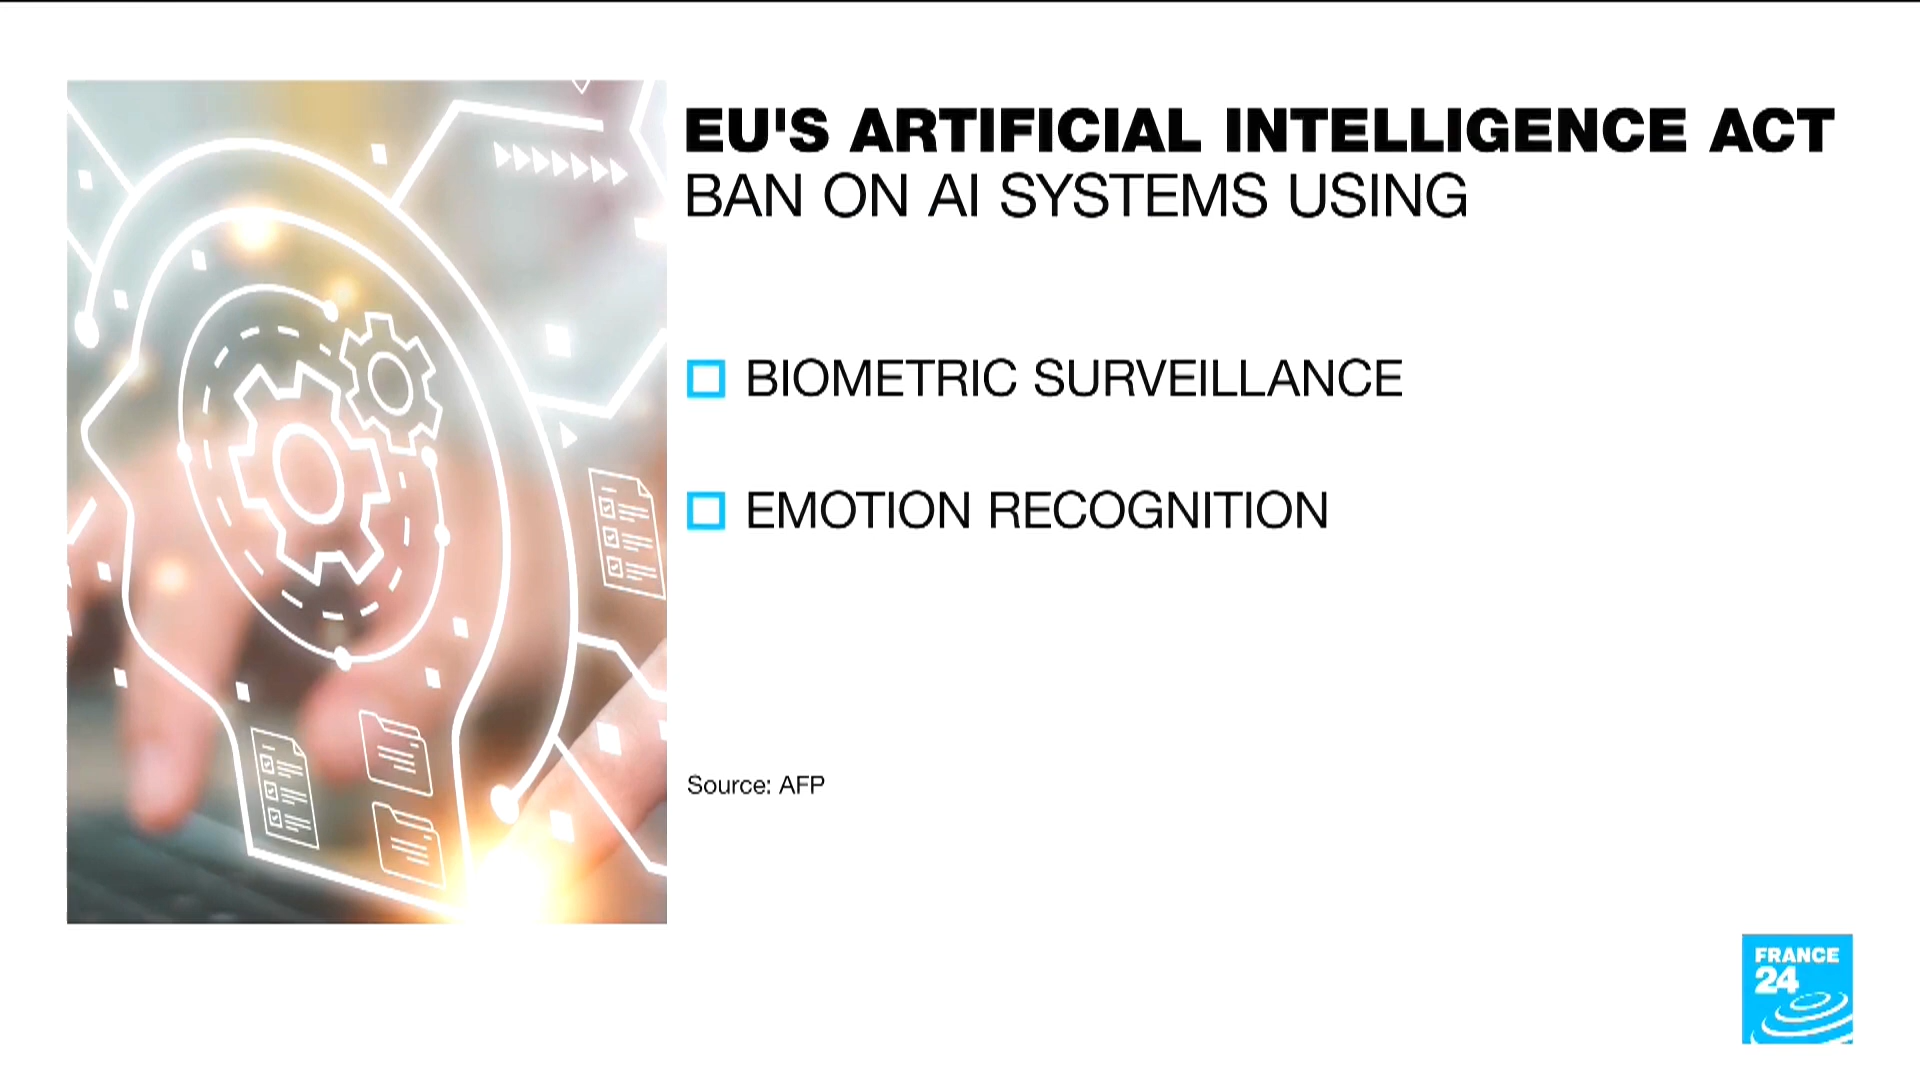 EU'S ARTIFICIAL INTELLIGENCE ACT
BAN ON AI SYSTEMS USING
BIOMETRIC SURVEILLANCE
EMOTION RECOGNITION
Source: AFP
FRANCE
24